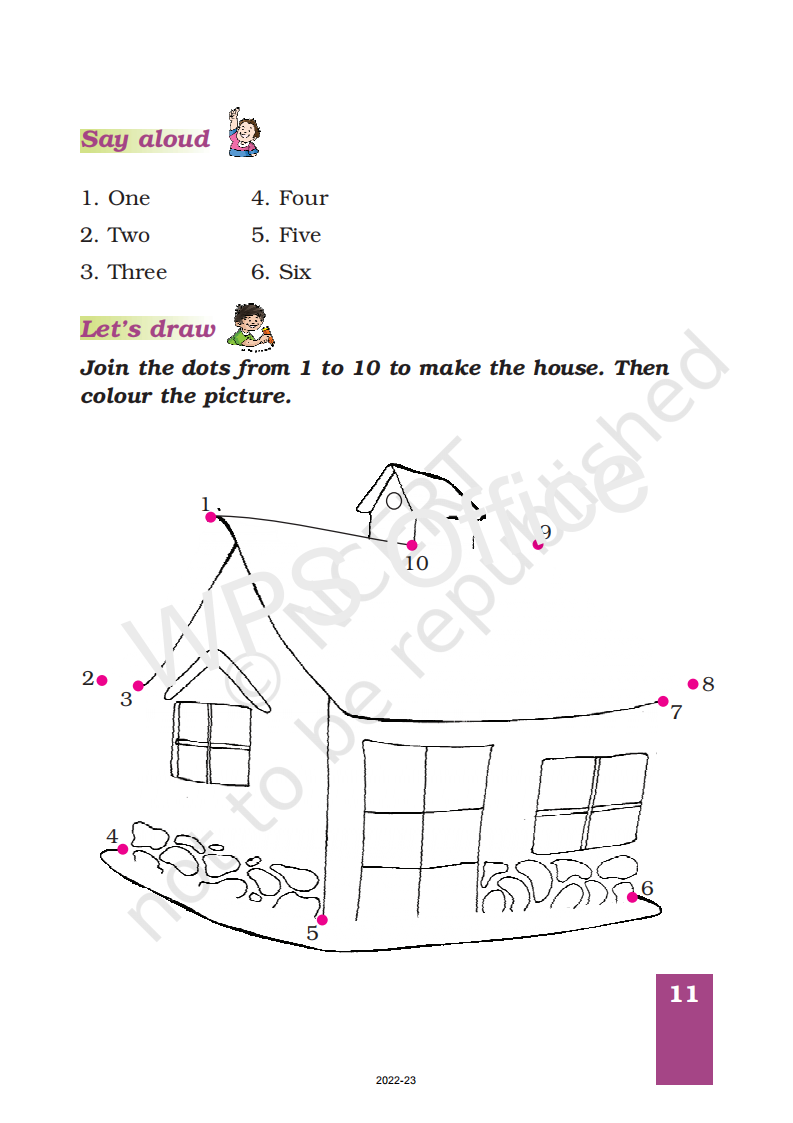 Say aloud
1. One 4. Four
2. Two 5. Five
3. Three 6. Six
Let's draw
Join the dots from 1 to 10 to make the house. Then
colour the picture.
1
9
10
2
3
8
7
4
6
5
WPS Office
© NCERT
not to be republished
11
2022-23